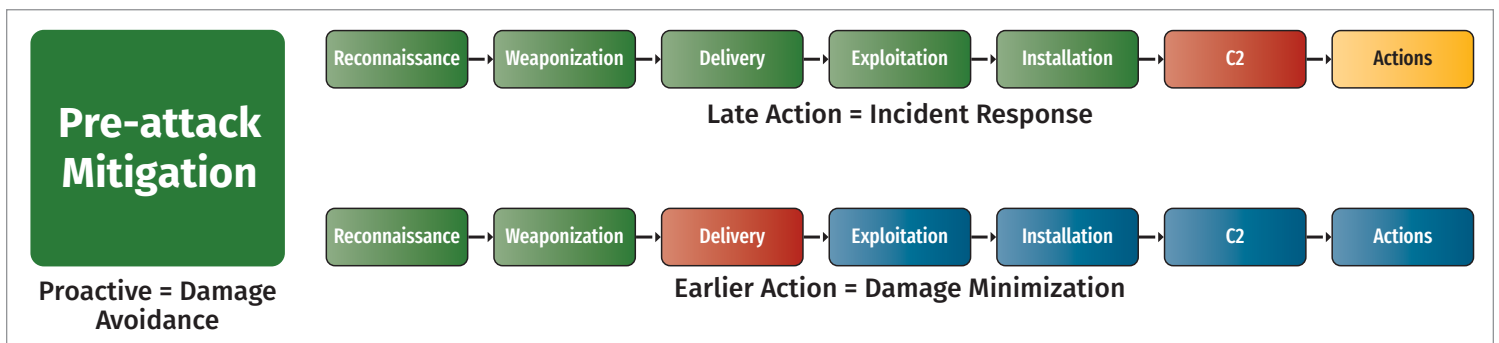 Pre-attack
Mitigation
Proactive = Damage
Avoidance
Reconnaissance Weaponization Delivery Exploitation Installation C2 Actions
Late Action = Incident Response
Reconnaissance Weaponization Delivery Exploitation Installation C2 Actions
Earlier Action = Damage Minimization